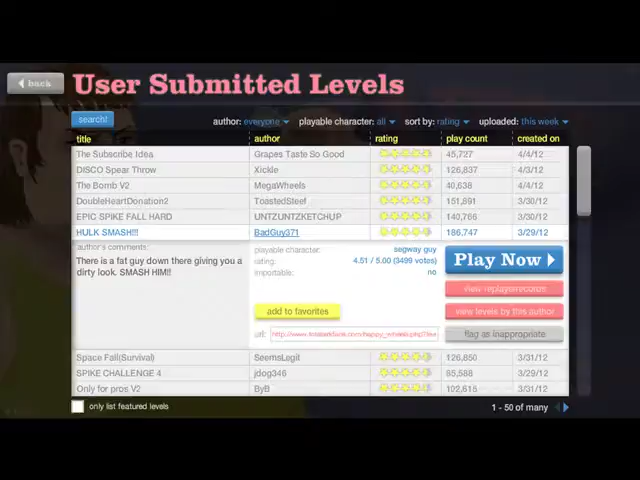 back
User Submitted Levels
search!
author: everyone
playable character: all
sort by: rating
uploaded: this week
title author rating play count created on
The Subscribe Idea Grapes Taste So Good 45,727 4/4/12
DISCO Spear Throw Xickle 126,837 4/3/12
The Bomb V2 MegaWheels 40,638 4/4/12
DoubleHeartDonation2 ToastedSteef 151,891 3/30/12
EPIC SPIKE FALL HARD UNTZUNTZKETCHUP 140,766 3/30/12
HULK SMASH!!! BadGuy371 186,747 3/29/12
author's comments:
There is a fat guy down there giving you a
dirty look. SMASH HIM!!
playable character: segway guy
rating: 4.51 / 5.00 (3499 votes)
importable: no
Play Now
view replays/records
add to favorites
view levels by this author
url:
flag as inappropriate
Space Fall(Survival) SeemsLegit 126,850 3/31/12
SPIKE CHALLENGE 4 jdog346 85,588 3/29/12
Only for pros V2 ByB 102,615 3/31/12
only list featured levels
1 - 50 of many